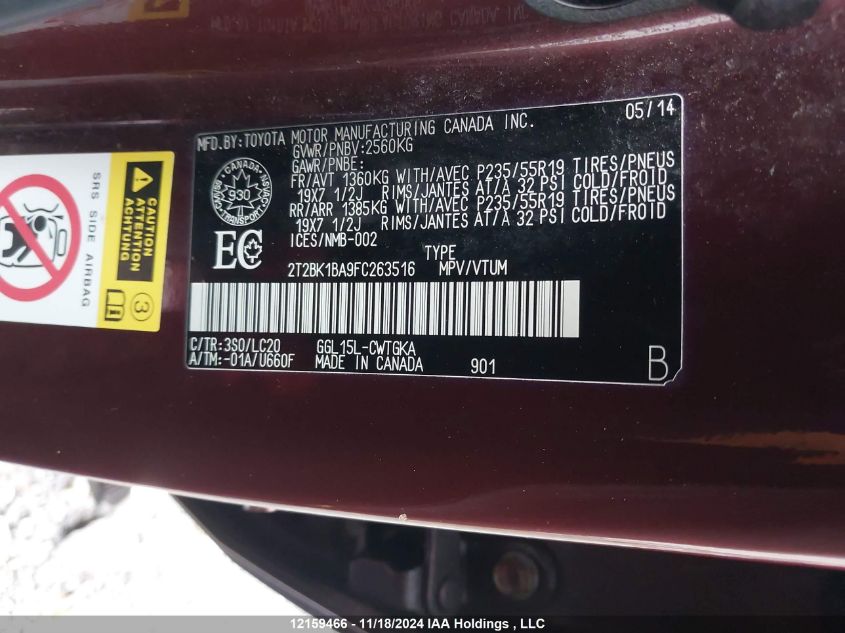 05/14
MFD.BY:TOYOTA MOTOR MANUFACTURING CANADA INC.
GVWR/PNBV:2560KG
GAWR/PNBE:
FR/AVT 1360KG WITH/AVEC P235/55R19 TIRES/PNEUS
19X7 1/2J RIMS/JANTES AT/A 32 PSI COLD/FROID
RR/ARR 1385KG WITH/AVEC P235/55R19 TIRES/PNEUS
19X7 1/2J RIMS/JANTES AT/À 32 PSI COLD/FROID
ICES/NMB-002
TYPE
2T2BK1BA9FC263516 MPV/VTUM
CANADA
930
TRANSPORT
EC
C/TR:3S0/LC20 GGL15L-CWTGKA
A/TM:-01A/U660F MADE IN CANADA 901
B
SRS SIDE AIRBAG
CAUTION
ATTENTION
ACHTUNG
3
12159466 - 11/18/2024 IAA Holdings , LLC